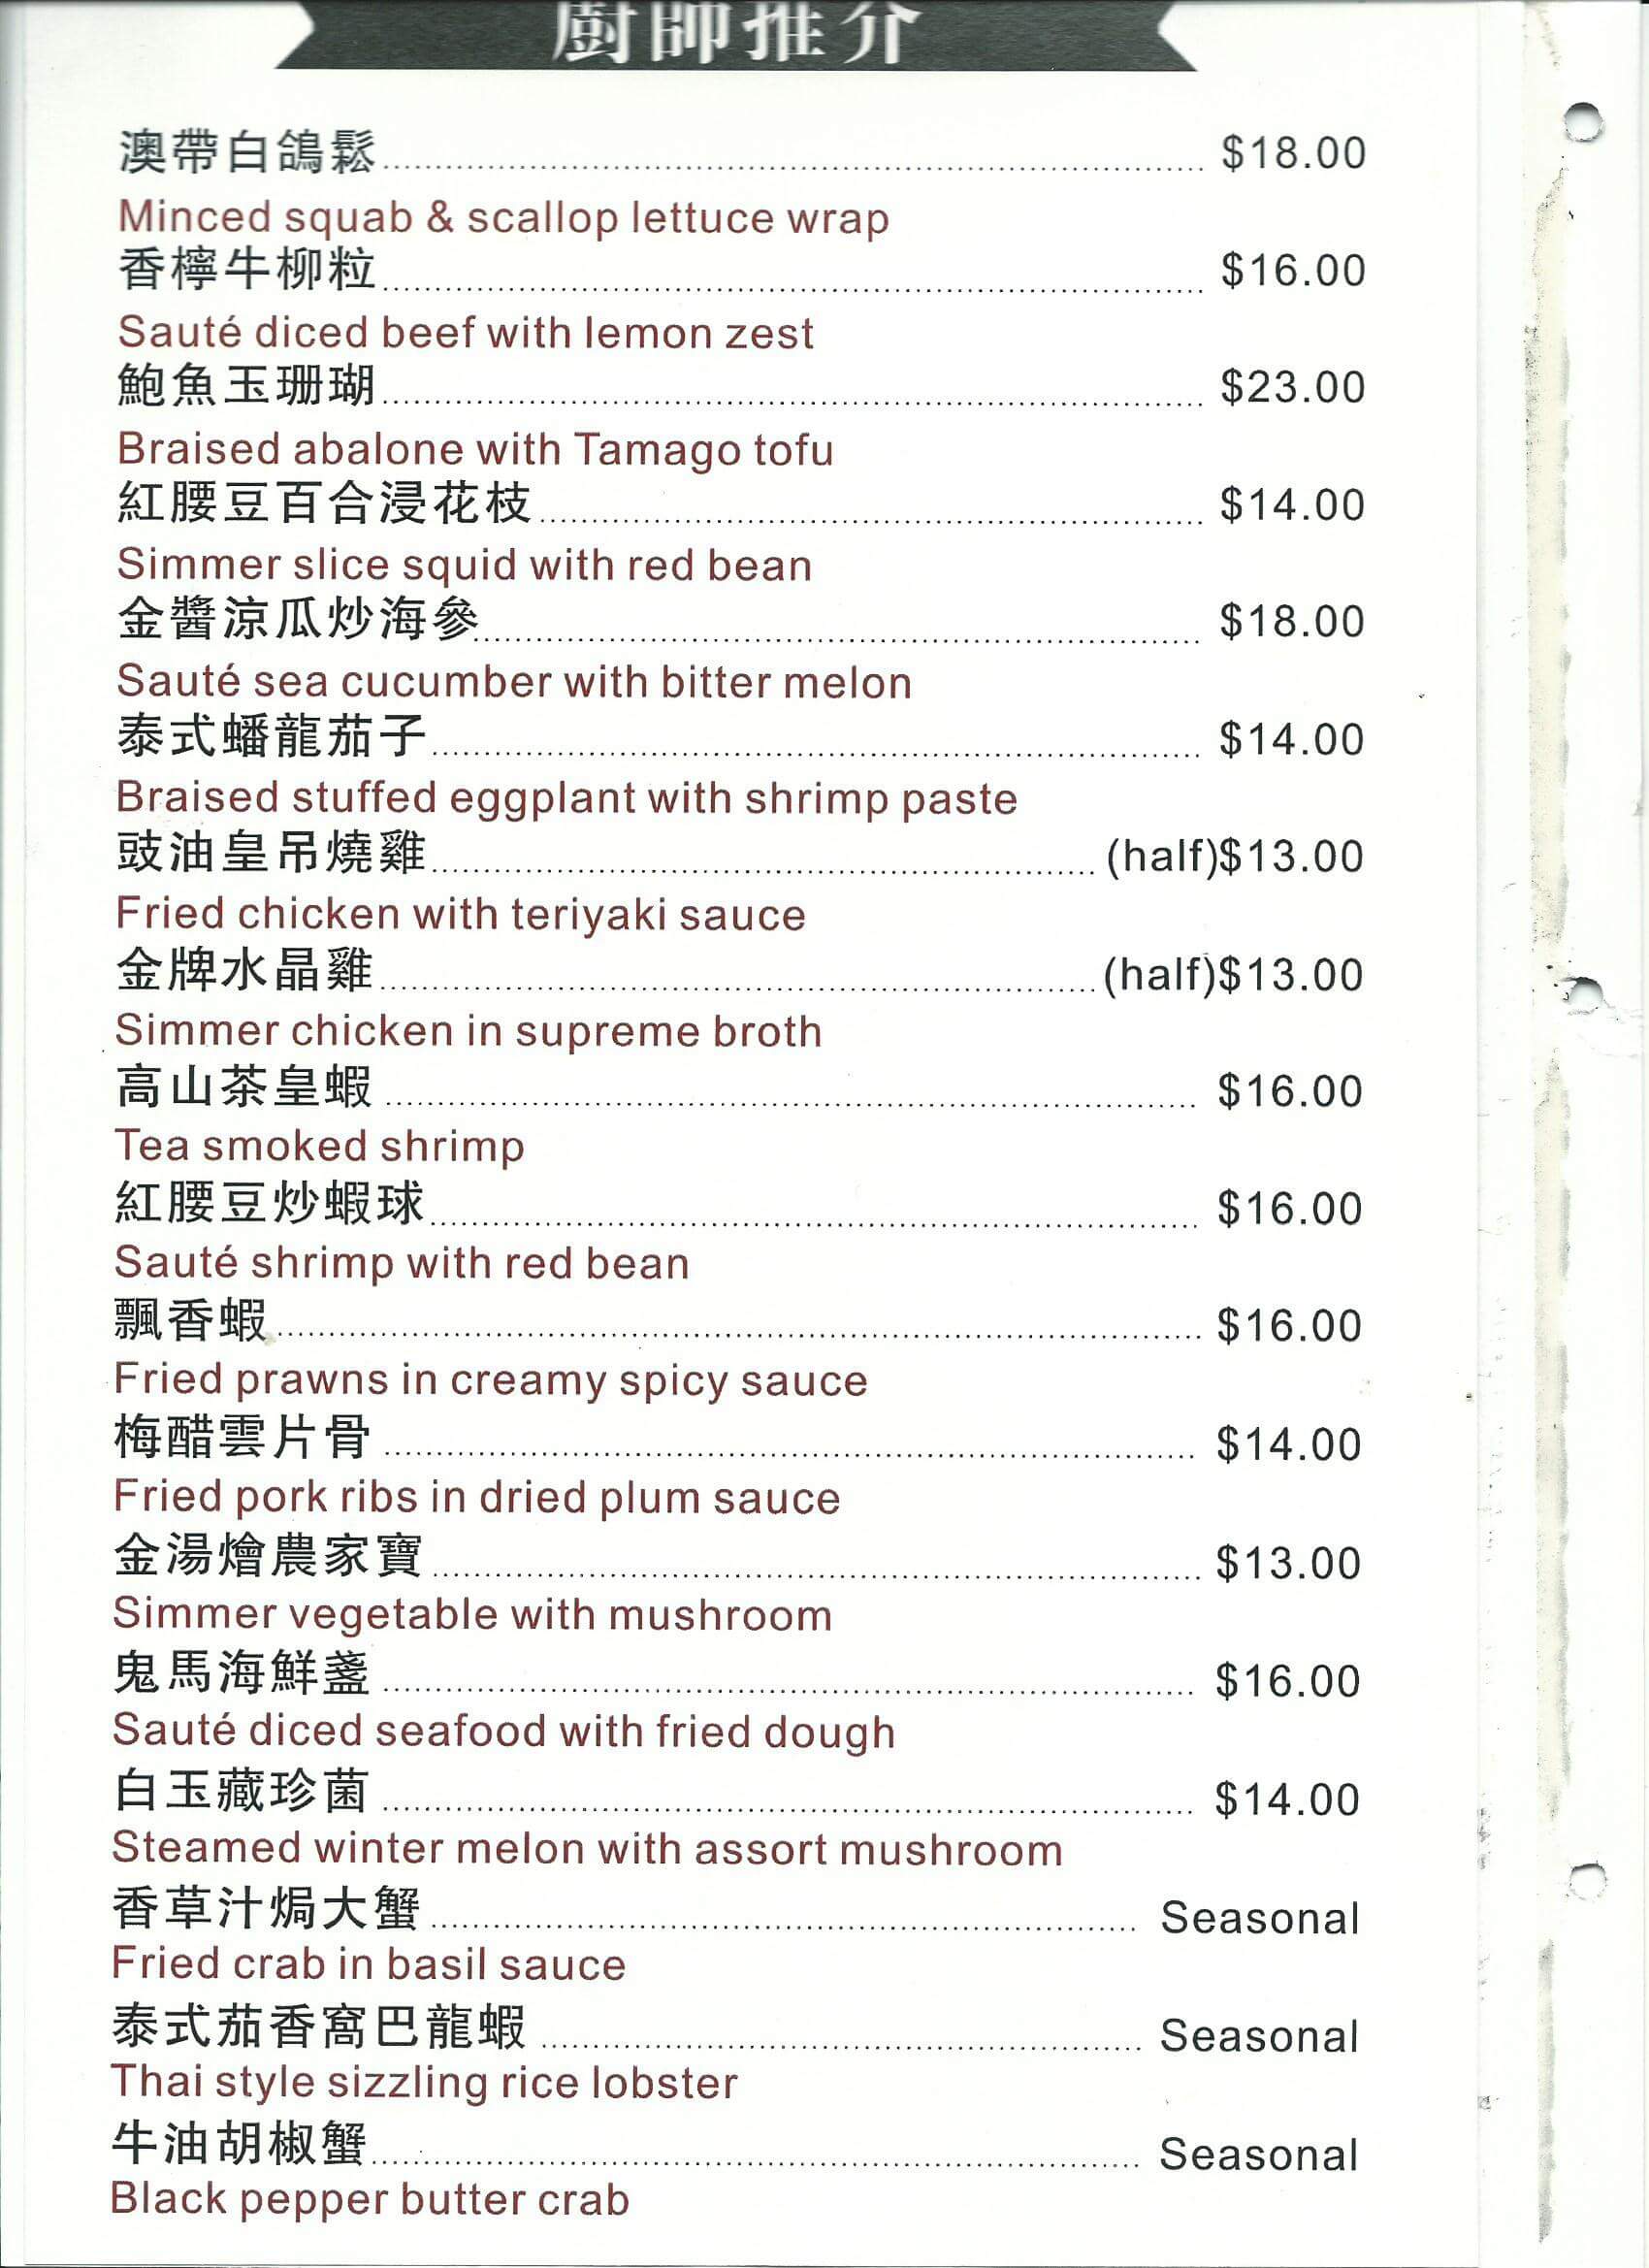 廚師推介
澳帶白鴿鬆 $18.00
Minced squab & scallop lettuce wrap
香檸牛柳粒 $16.00
Sauté diced beef with lemon zest
鮑魚玉珊瑚 $23.00
Braised abalone with Tamago tofu
紅腰豆百合浸花枝 $14.00
Simmer slice squid with red bean
金醬涼瓜炒海參 $18.00
Sauté sea cucumber with bitter melon
泰式蟠龍茄子 $14.00
Braised stuffed eggplant with shrimp paste
豉油皇吊燒雞 (half)$13.00
Fried chicken with teriyaki sauce
金牌水晶雞 (half)$13.00
Simmer chicken in supreme broth
高山茶皇蝦 $16.00
Tea smoked shrimp
紅腰豆炒蝦球 $16.00
Sauté shrimp with red bean
飄香蝦 $16.00
Fried prawns in creamy spicy sauce
梅醋雲片骨 $14.00
Fried pork ribs in dried plum sauce
金湯燴農家寶 $13.00
Simmer vegetable with mushroom
鬼馬海鮮盞 $16.00
Sauté diced seafood with fried dough
白玉藏珍菌 $14.00
Steamed winter melon with assort mushroom
香草汁焗大蟹 Seasonal
Fried crab in basil sauce
泰式茄香窩巴龍蝦 Seasonal
Thai style sizzling rice lobster
牛油胡椒蟹 Seasonal
Black pepper butter crab